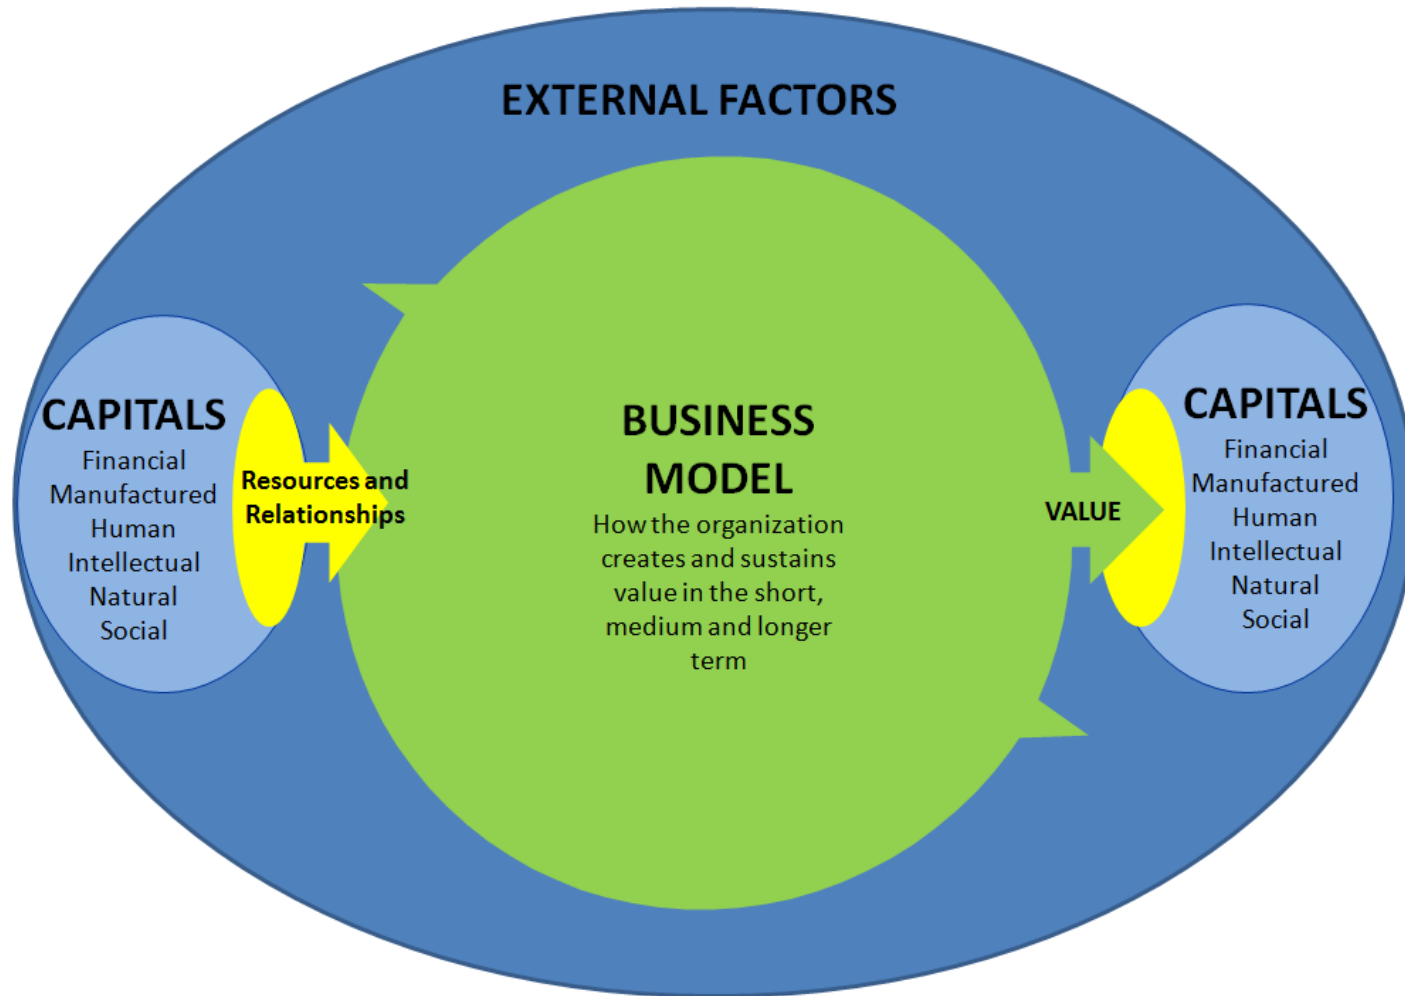 EXTERNAL FACTORS
CAPITALS
Financial
Manufactured
Human
Intellectual
Natural
Social
Resources and
Relationships
BUSINESS
MODEL
How the organization
creates and sustains
value in the short,
medium and longer
term
VALUE
CAPITALS
Financial
Manufactured
Human
Intellectual
Natural
Social